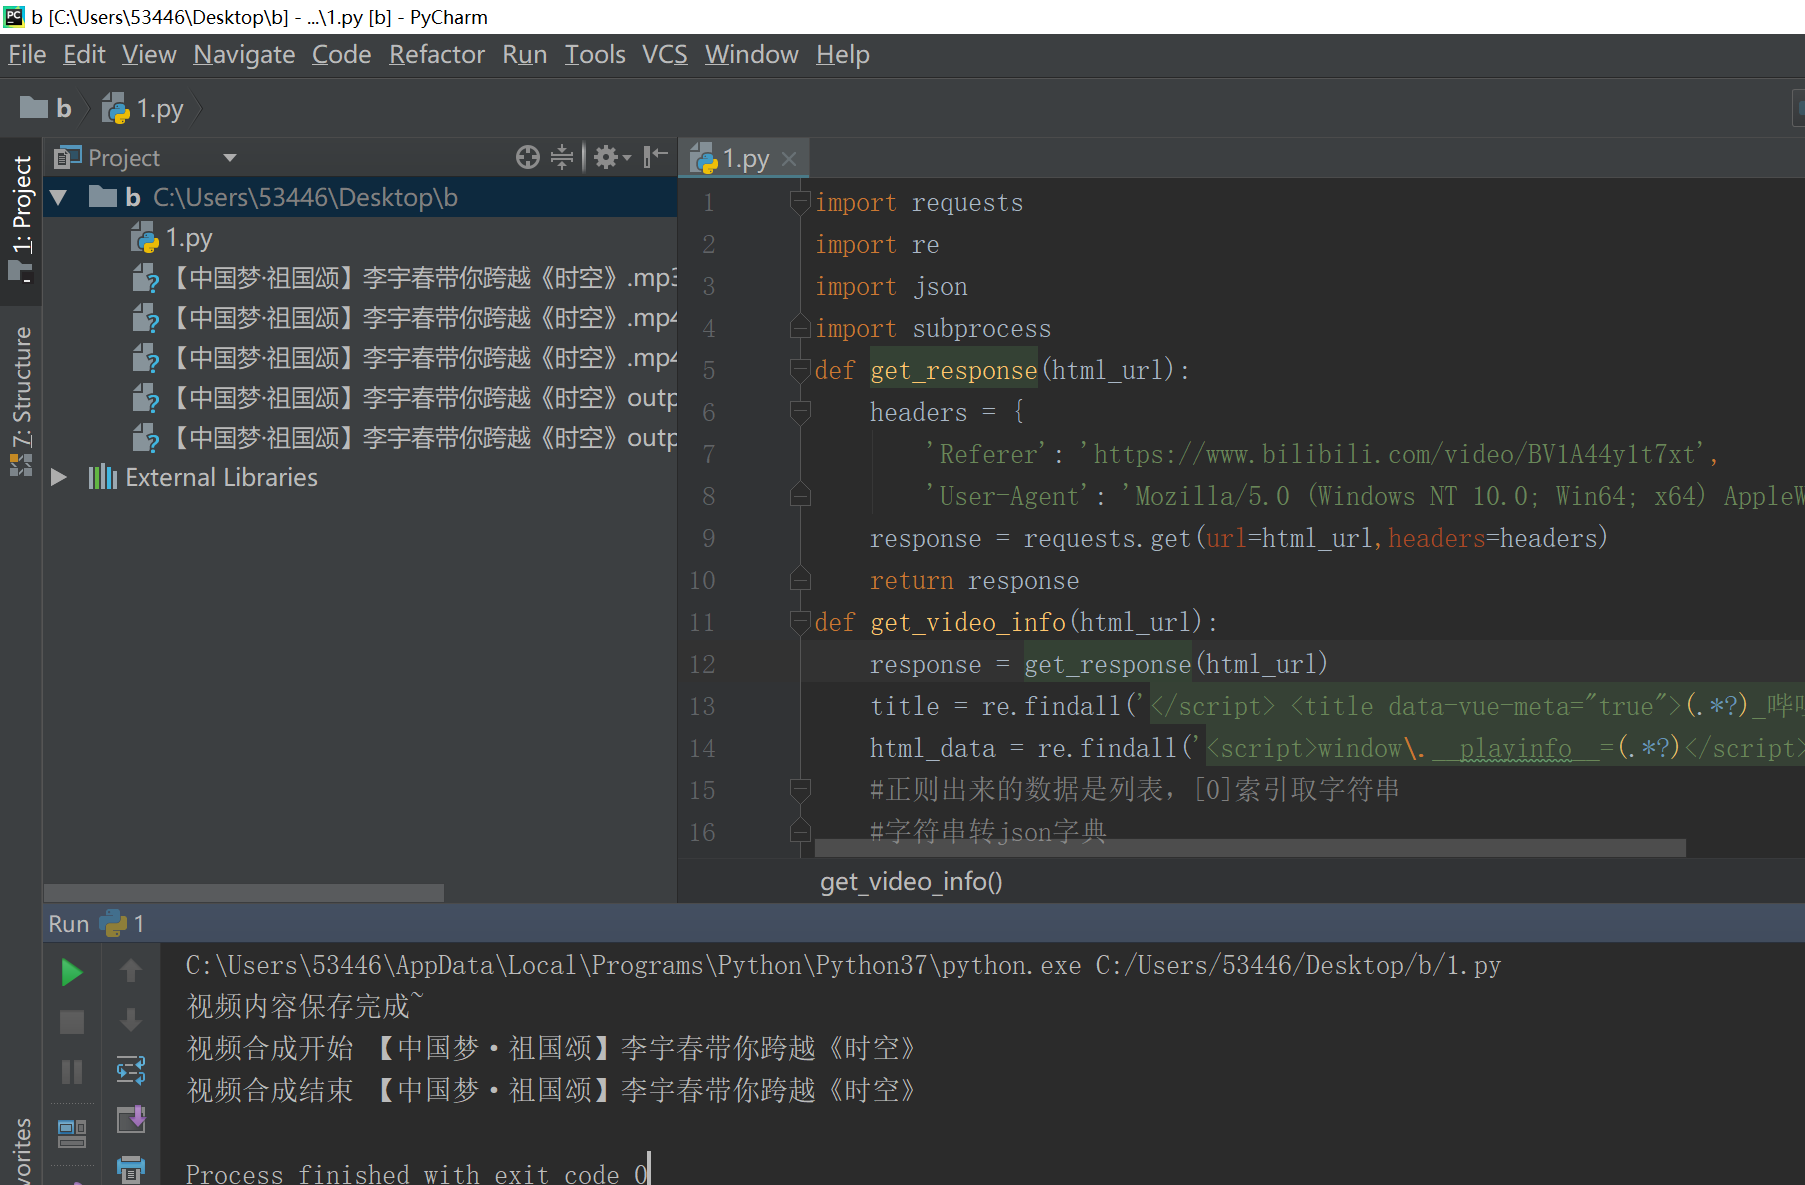 b [C:\Users\53446\Desktop\b] - ...\1.py [b] - PyCharm
File Edit View Navigate Code Refactor Run Tools VCS Window Help
b 1.py
Project
1.py
1: Project
7: Structure
vorites
b C:\Users\53446\Desktop\b
1.py
【中国梦·祖国颂】李宇春带你跨越《时空》.mp3
【中国梦·祖国颂】李宇春带你跨越《时空》.mp4
【中国梦·祖国颂】李宇春带你跨越《时空》.mp4
【中国梦·祖国颂】李宇春带你跨越《时空》outp
【中国梦·祖国颂】李宇春带你跨越《时空》outp
External Libraries
1 import requests
2 import re
3 import json
4 import subprocess
5 def get_response(html_url):
6 headers = {
7 'Referer': 'https://www.bilibili.com/video/BV1A44y1t7xt',
8 'User-Agent': 'Mozilla/5.0 (Windows NT 10.0; Win64; x64) AppleW
9 response = requests.get(url=html_url,headers=headers)
10 return response
11 def get_video_info(html_url):
12 response = get_response(html_url)
13 title = re.findall('</script> <title data-vue-meta="true">(.*?)_哔
14 html_data = re.findall('<script>window\.__playinfo__=(.*?)</script>
15 #正则出来的数据是列表，[0]索引取字符串
16 #字符串转json字典
get_video_info()
Run 1
C:\Users\53446\AppData\Local\Programs\Python\Python37\python.exe C:/Users/53446/Desktop/b/1.py
视频内容保存完成~
视频合成开始 【中国梦·祖国颂】李宇春带你跨越《时空》
视频合成结束 【中国梦·祖国颂】李宇春带你跨越《时空》
Process finished with exit code 0